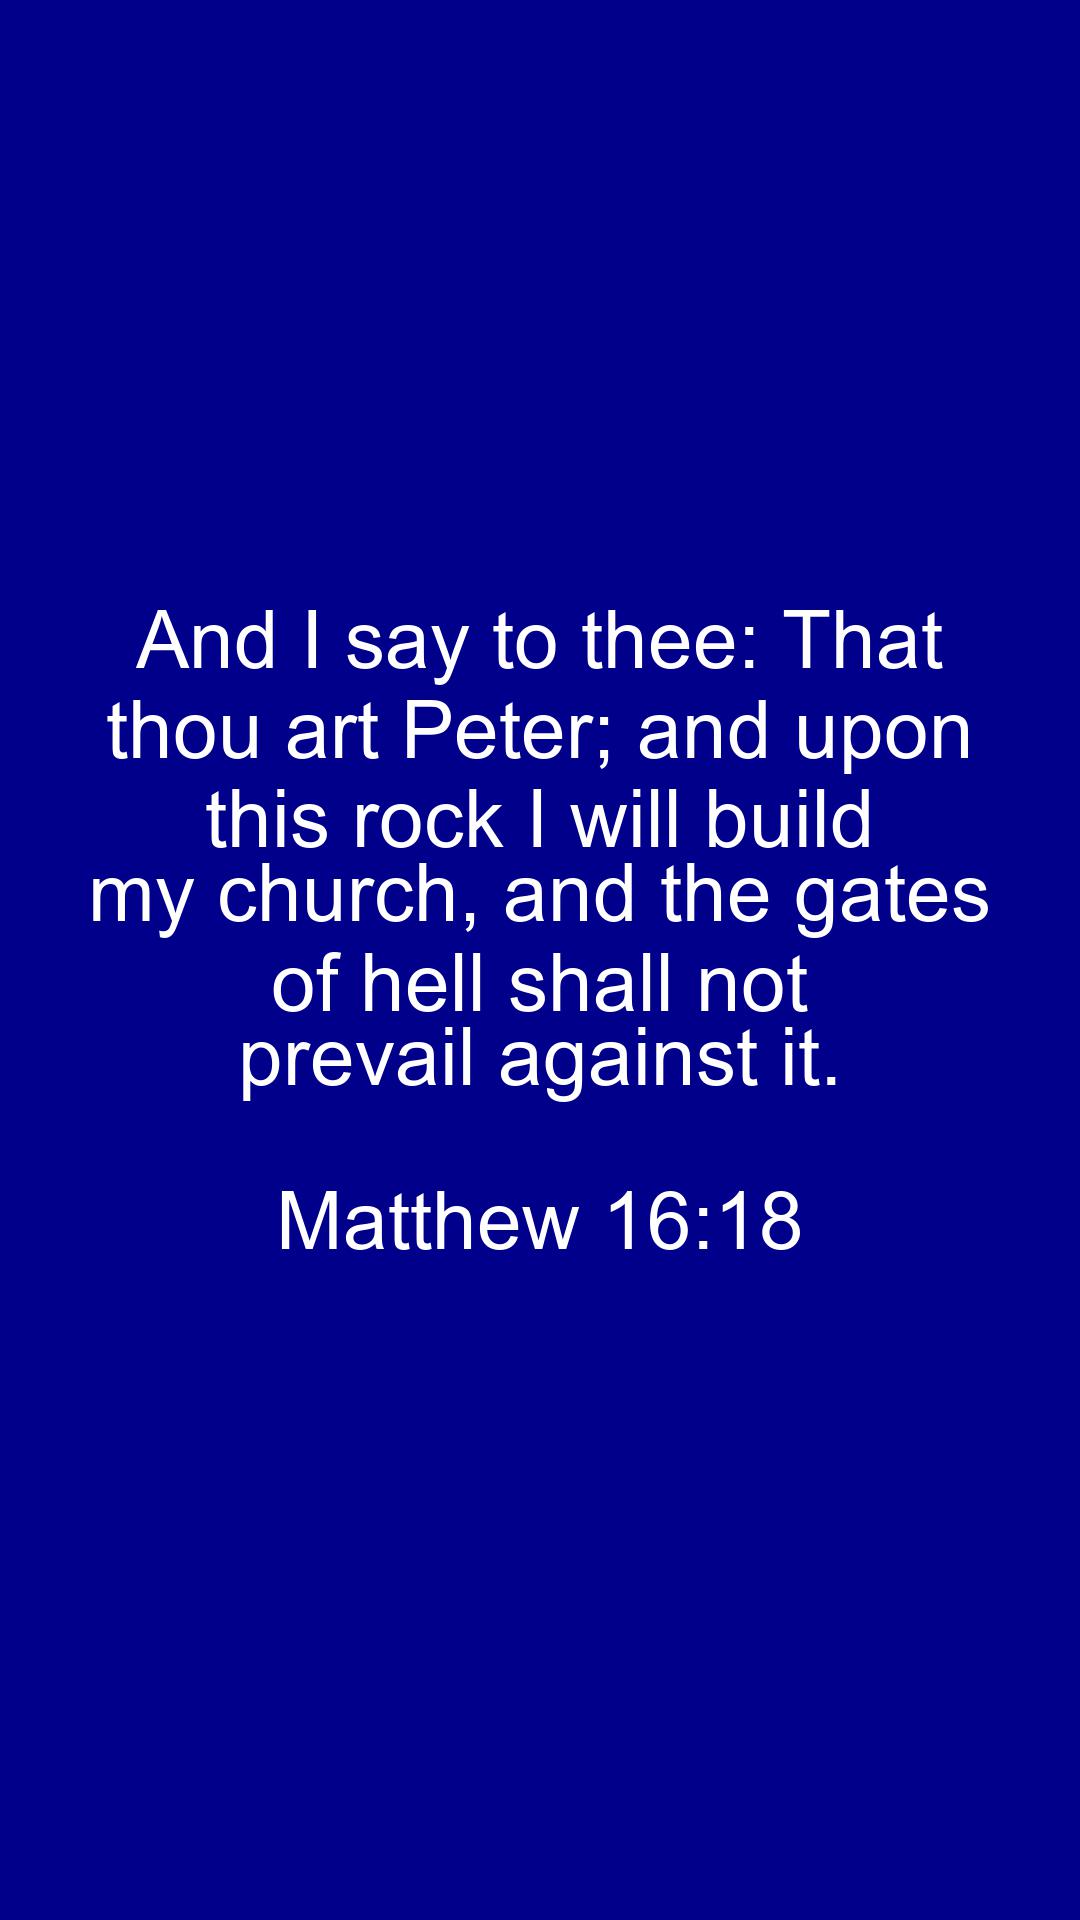 And I say to thee: That
thou art Peter; and upon
this rock I will build
my church, and the gates
of hell shall not
prevail against it.
Matthew 16:18